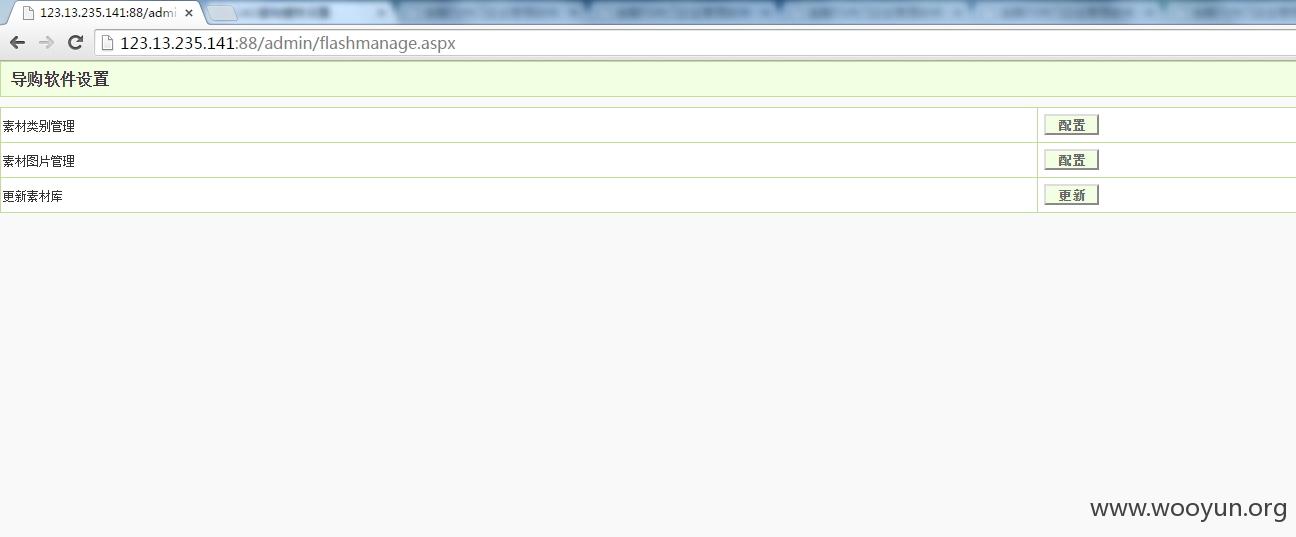 123.13.235.141:88/admi
123.13.235.141:88/admin/flashmanage.aspx
导购软件设置
素材类别管理 配置
素材图片管理 配置
更新素材库 更新
www.wooyun.org